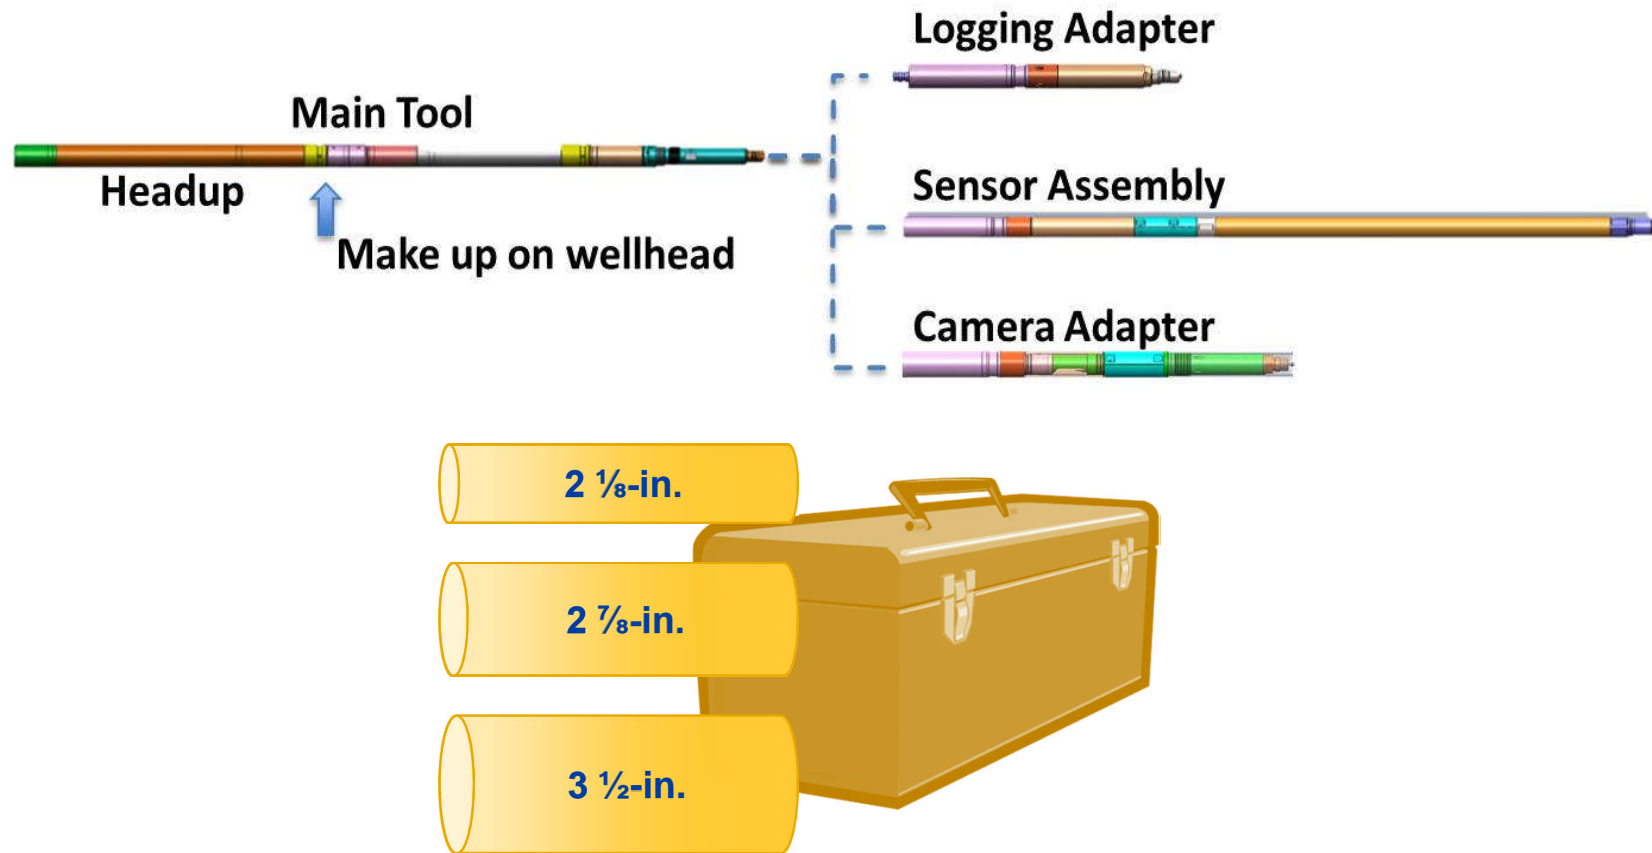 Logging Adapter
Main Tool
Headup
Make up on wellhead
Sensor Assembly
Camera Adapter
2 ⅛-in.
2 ⅞-in.
3 ½-in.